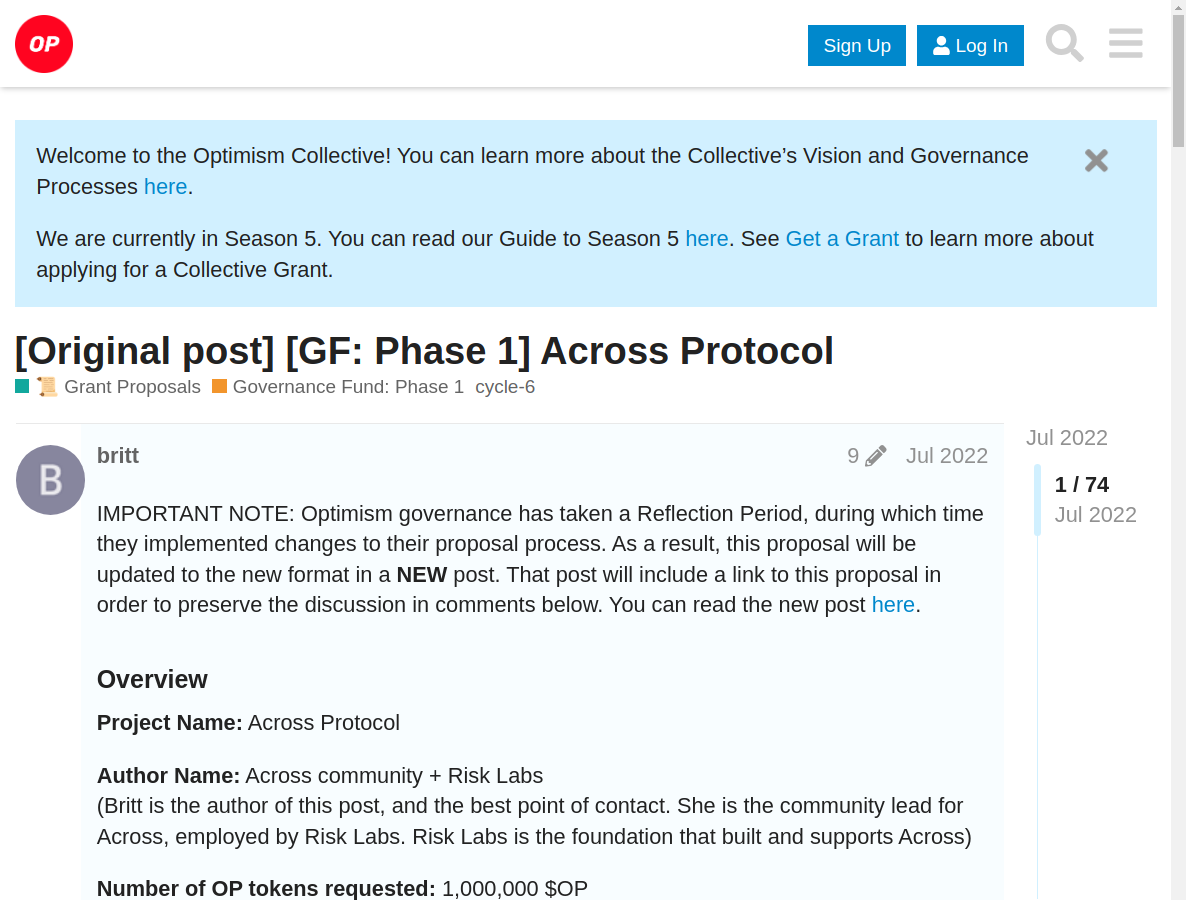 OP
Sign Up
Log In
Welcome to the Optimism Collective! You can learn more about the Collective’s Vision and Governance
Processes here.
We are currently in Season 5. You can read our Guide to Season 5 here. See Get a Grant to learn more about
applying for a Collective Grant.
[Original post] [GF: Phase 1] Across Protocol
📜 Grant Proposals Governance Fund: Phase 1 cycle-6
B
britt
9
Jul 2022
IMPORTANT NOTE: Optimism governance has taken a Reflection Period, during which time
they implemented changes to their proposal process. As a result, this proposal will be
updated to the new format in a NEW post. That post will include a link to this proposal in
order to preserve the discussion in comments below. You can read the new post here.
Overview
Project Name: Across Protocol
Author Name: Across community + Risk Labs
(Britt is the author of this post, and the best point of contact. She is the community lead for
Across, employed by Risk Labs. Risk Labs is the foundation that built and supports Across)
Number of OP tokens requested: 1,000,000 $OP
Jul 2022
1 / 74
Jul 2022